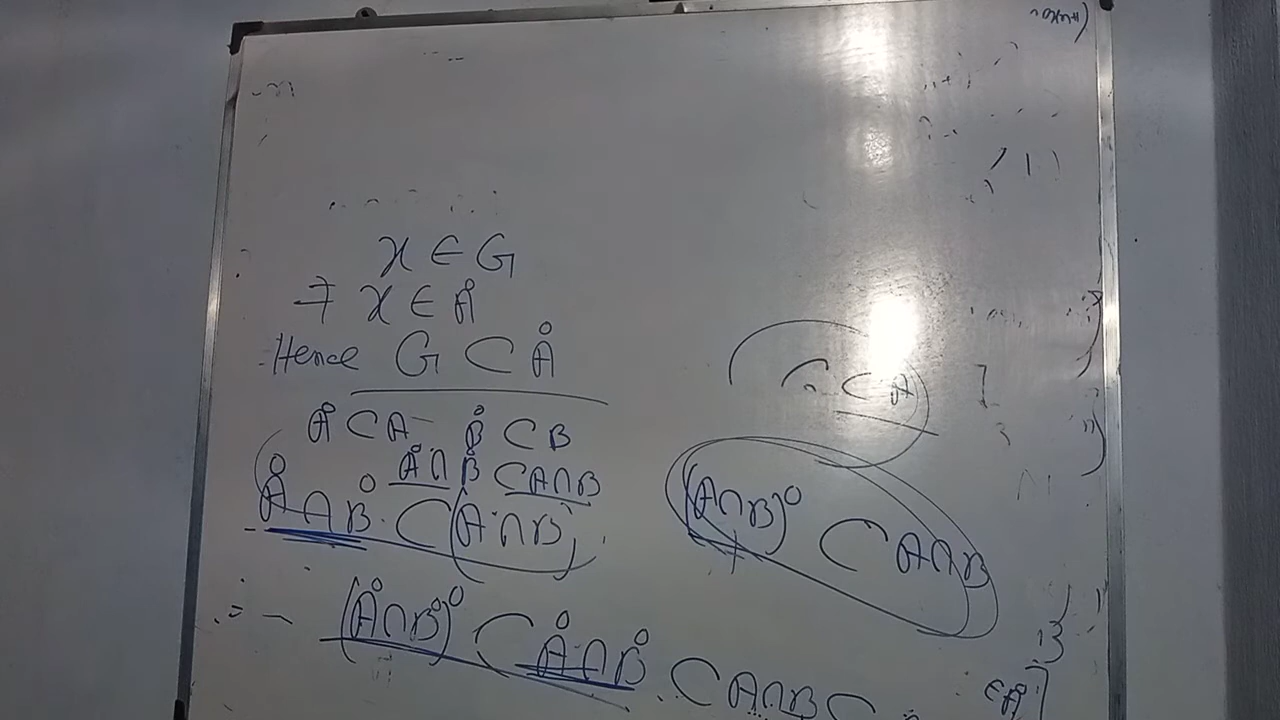 x ∈ G
⇒ x ∈ Å
Hence G ⊂ Å
Å ⊂ A B̊ ⊂ B
Å ∩ B̊ ⊂ A∩B
Å ∩ B̊ ⊂ (A∩B)
∴ (Å∩B̊)° ⊂ Å∩B̊ ⊂ A∩B ⊂
⊂ A
(A∩B)° ⊂ A∩B
∈ Å